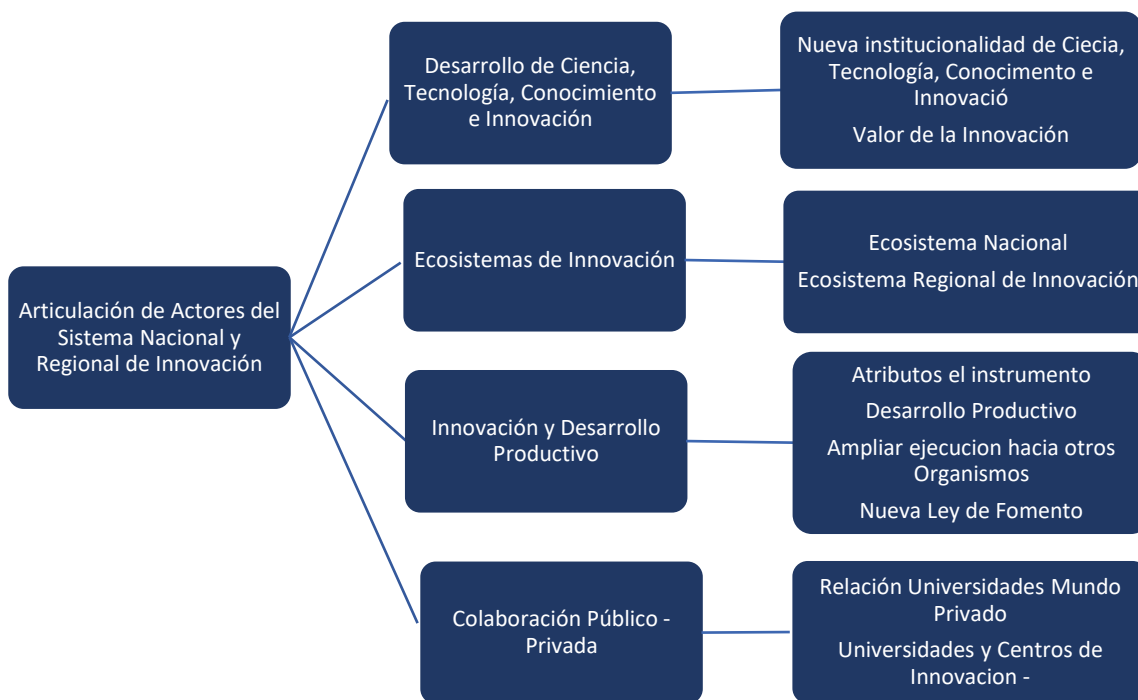 Articulación de Actores del
Sistema Nacional y
Regional de Innovación
Desarrollo de Ciencia,
Tecnología, Conocimiento
e Innovación
Nueva institucionalidad de Ciecia,
Tecnología, Conocimento e
Innovació
Valor de la Innovación
Ecosistemas de Innovación
Ecosistema Nacional
Ecosistema Regional de Innovación
Innovación y Desarrollo
Productivo
Atributos el instrumento
Desarrollo Productivo
Ampliar ejecucion hacia otros
Organismos
Nueva Ley de Fomento
Colaboración Público -
Privada
Relación Universidades Mundo
Privado
Universidades y Centros de
Innovacion -